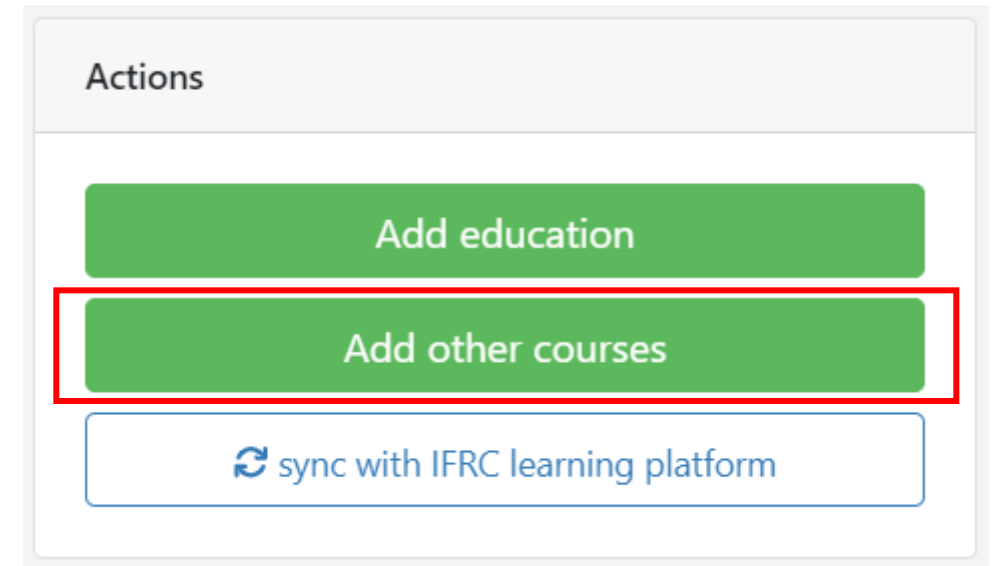 Actions
Add education
Add other courses
sync with IFRC learning platform